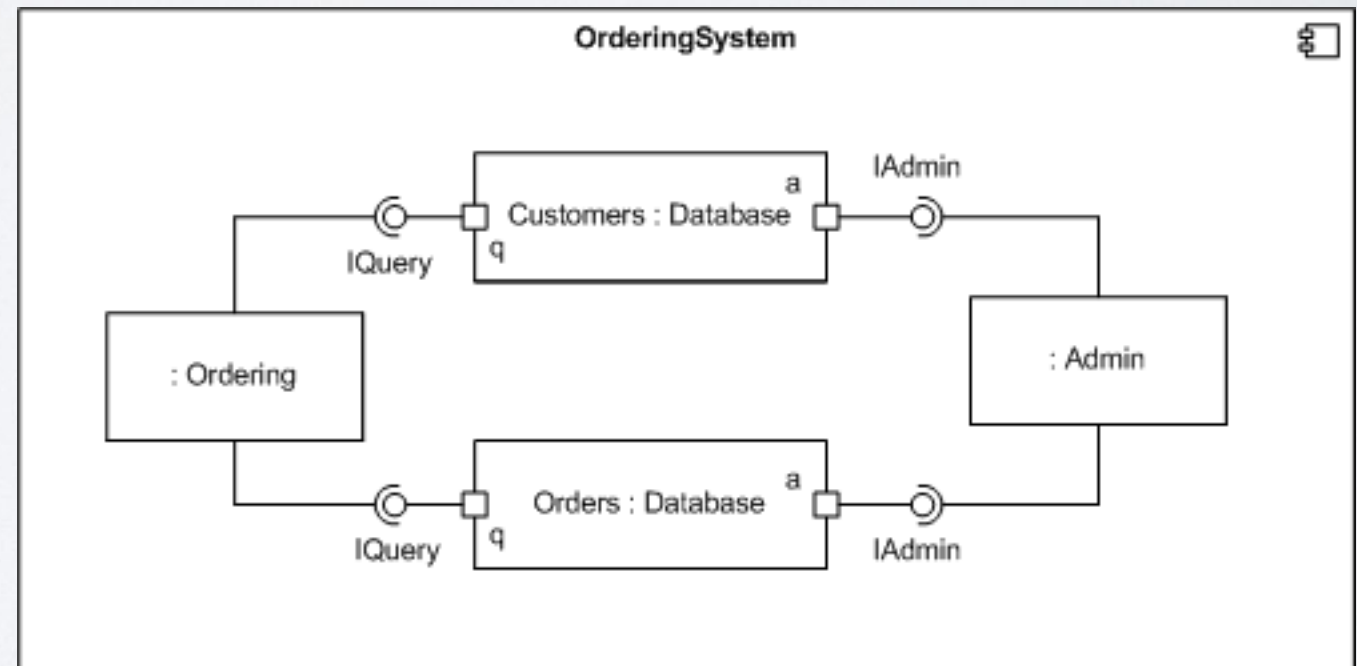 OrderingSystem
IAdmin
a
Customers : Database
q
IQuery
: Ordering
: Admin
a
Orders : Database
q
IQuery
IAdmin